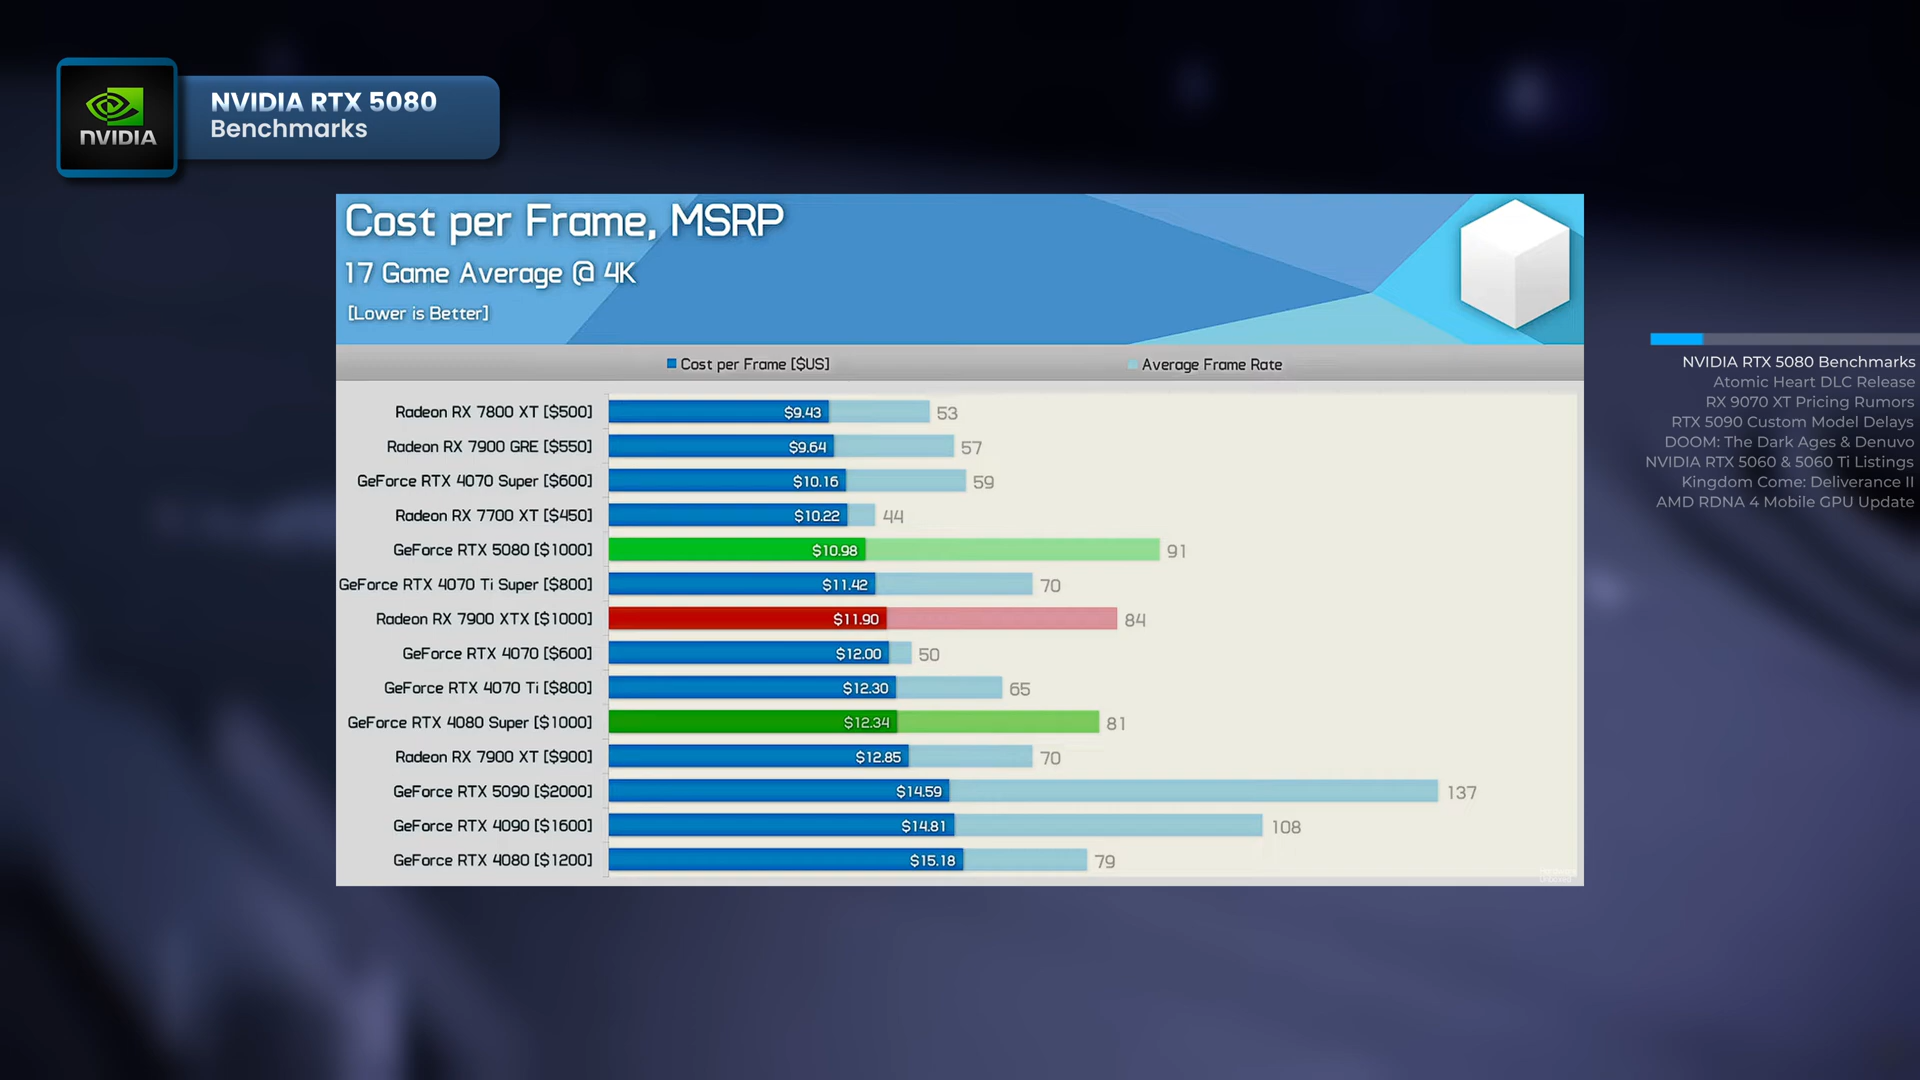 NVIDIA
NVIDIA RTX 5080
Benchmarks
Cost per Frame, MSRP
17 Game Average @ 4K
[Lower is Better]
Cost per Frame [$US]
Average Frame Rate
Radeon RX 7800 XT [$500] $9.43 53
Radeon RX 7900 GRE [$550] $9.64 57
GeForce RTX 4070 Super [$600] $10.16 59
Radeon RX 7700 XT [$450] $10.22 44
GeForce RTX 5080 [$1000] $10.98 91
GeForce RTX 4070 Ti Super [$800] $11.42 70
Radeon RX 7900 XTX [$1000] $11.90 84
GeForce RTX 4070 [$600] $12.00 50
GeForce RTX 4070 Ti [$800] $12.30 65
GeForce RTX 4080 Super [$1000] $12.34 81
Radeon RX 7900 XT [$900] $12.85 70
GeForce RTX 5090 [$2000] $14.59 137
GeForce RTX 4090 [$1600] $14.81 108
GeForce RTX 4080 [$1200] $15.18 79
NVIDIA RTX 5080 Benchmarks
Atomic Heart DLC Release
RX 9070 XT Pricing Rumors
RTX 5090 Custom Model Delays
DOOM: The Dark Ages & Denuvo
NVIDIA RTX 5060 & 5060 Ti Listings
Kingdom Come: Deliverance II
AMD RDNA 4 Mobile GPU Update